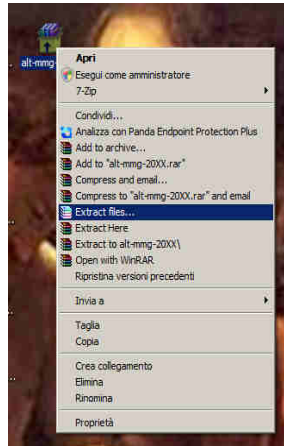 alt-mmg-
Apri
Esegui come amministratore
7-Zip
Condividi...
Analizza con Panda Endpoint Protection Plus
Add to archive...
Add to "alt-mmg-20XX.rar"
Compress and email...
Compress to "alt-mmg-20XX.rar" and email
Extract files...
Extract Here
Extract to alt-mmg-20XX\
Open with WinRAR
Ripristina versioni precedenti
Invia a
Taglia
Copia
Crea collegamento
Elimina
Rinomina
Proprietà